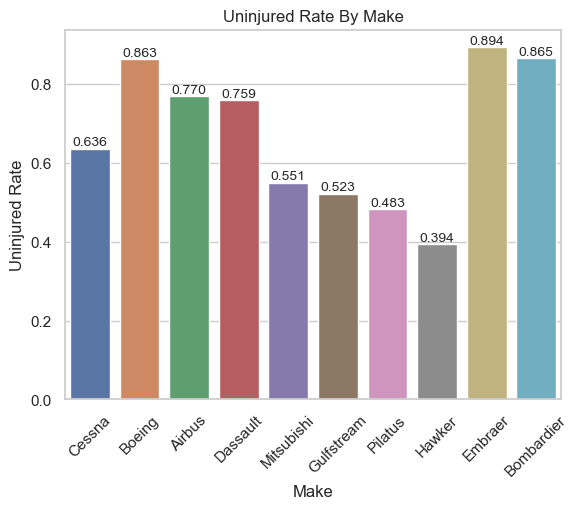 Uninjured Rate By Make
Uninjured Rate
0.8
0.6
0.4
0.2
0.0
0.636
0.863
0.770
0.759
0.551
0.523
0.483
0.394
0.894
0.865
Cessna
Boeing
Airbus
Dassault
Mitsubishi
Gulfstream
Pilatus
Hawker
Embraer
Bombardier
Make